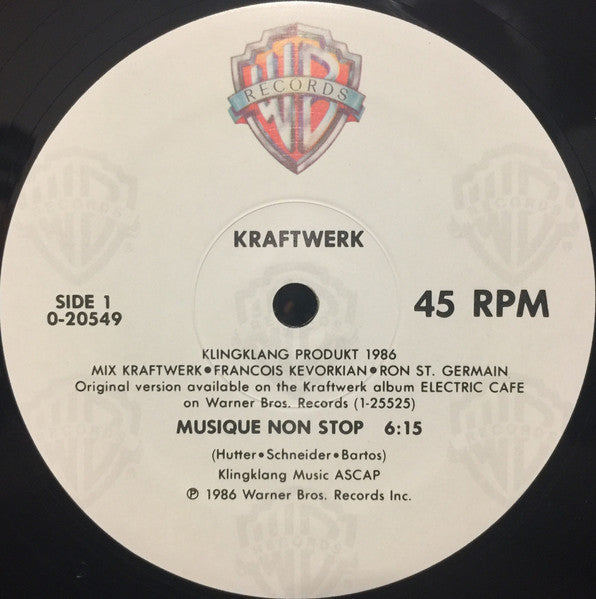 WB
RECORDS
®
KRAFTWERK
SIDE 1
0-20549
45 RPM
KLINGKLANG PRODUKT 1986
MIX KRAFTWERK•FRANCOIS KEVORKIAN•RON ST. GERMAIN
Original version available on the Kraftwerk album ELECTRIC CAFE
on Warner Bros. Records (1-25525)
MUSIQUE NON STOP 6:15
(Hutter•Schneider•Bartos)
Klingklang Music ASCAP
℗ 1986 Warner Bros. Records Inc.